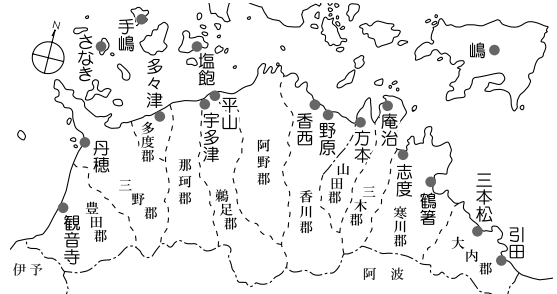 N
手嶋
さなき
多々津
塩飽
嶋
平山
宇多津
香西
野原
方本
庵治
志度
鶴箸
三本松
引田
丹穂
観音寺
多度郡
三野郡
豊田郡
那珂郡
鵜足郡
阿野郡
香川郡
山田郡
三木郡
寒川郡
大内郡
伊予
阿波